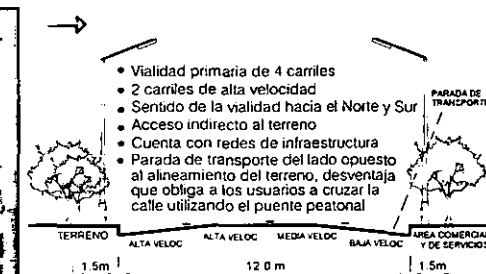 • Vialidad primaria de 4 carriles
• 2 carriles de alta velocidad
• Sentido de la vialidad hacia el Norte y Sur
• Acceso indirecto al terreno
• Cuenta con redes de infraestructura
• Parada de transporte del lado opuesto
al alineamiento del terreno, desventaja
que obliga a los usuarios a cruzar la
calle utilizando el puente peatonal
PARADA DE
TRANSPORTE
TERRENO
ALTA VELOC
ALTA VELOC
MEDIA VELOC
BAJA VELOC
AREA COMERCIAL
Y DE SERVICIOS
1.5m
12 0 m
1.5m